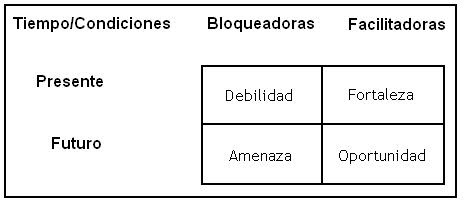 Tiempo/Condiciones Bloqueadoras Facilitadoras
Presente Debilidad Fortaleza
Futuro Amenaza Oportunidad